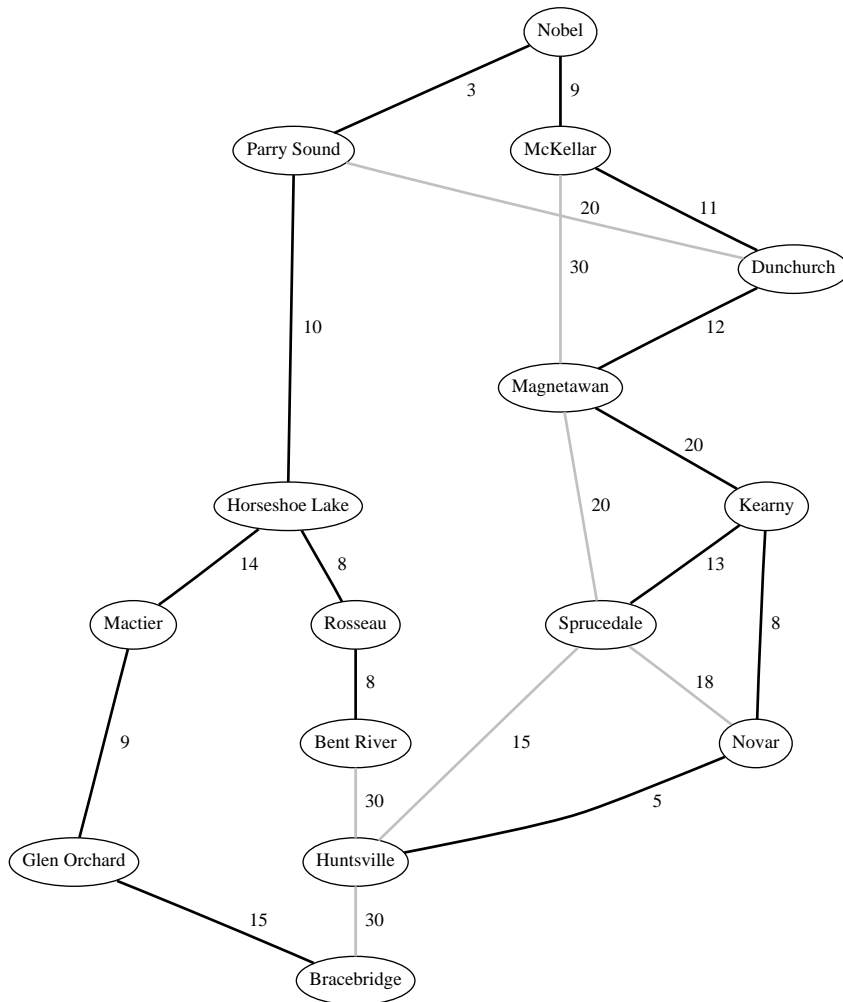 Nobel
3
9
Parry Sound
McKellar
20
11
30
Dunchurch
10
12
Magnetawan
20
Horseshoe Lake
20
Kearny
14
8
13
Mactier
Rosseau
Sprucedale
8
8
18
9
Bent River
15
Novar
30
5
Glen Orchard
Huntsville
15
30
Bracebridge